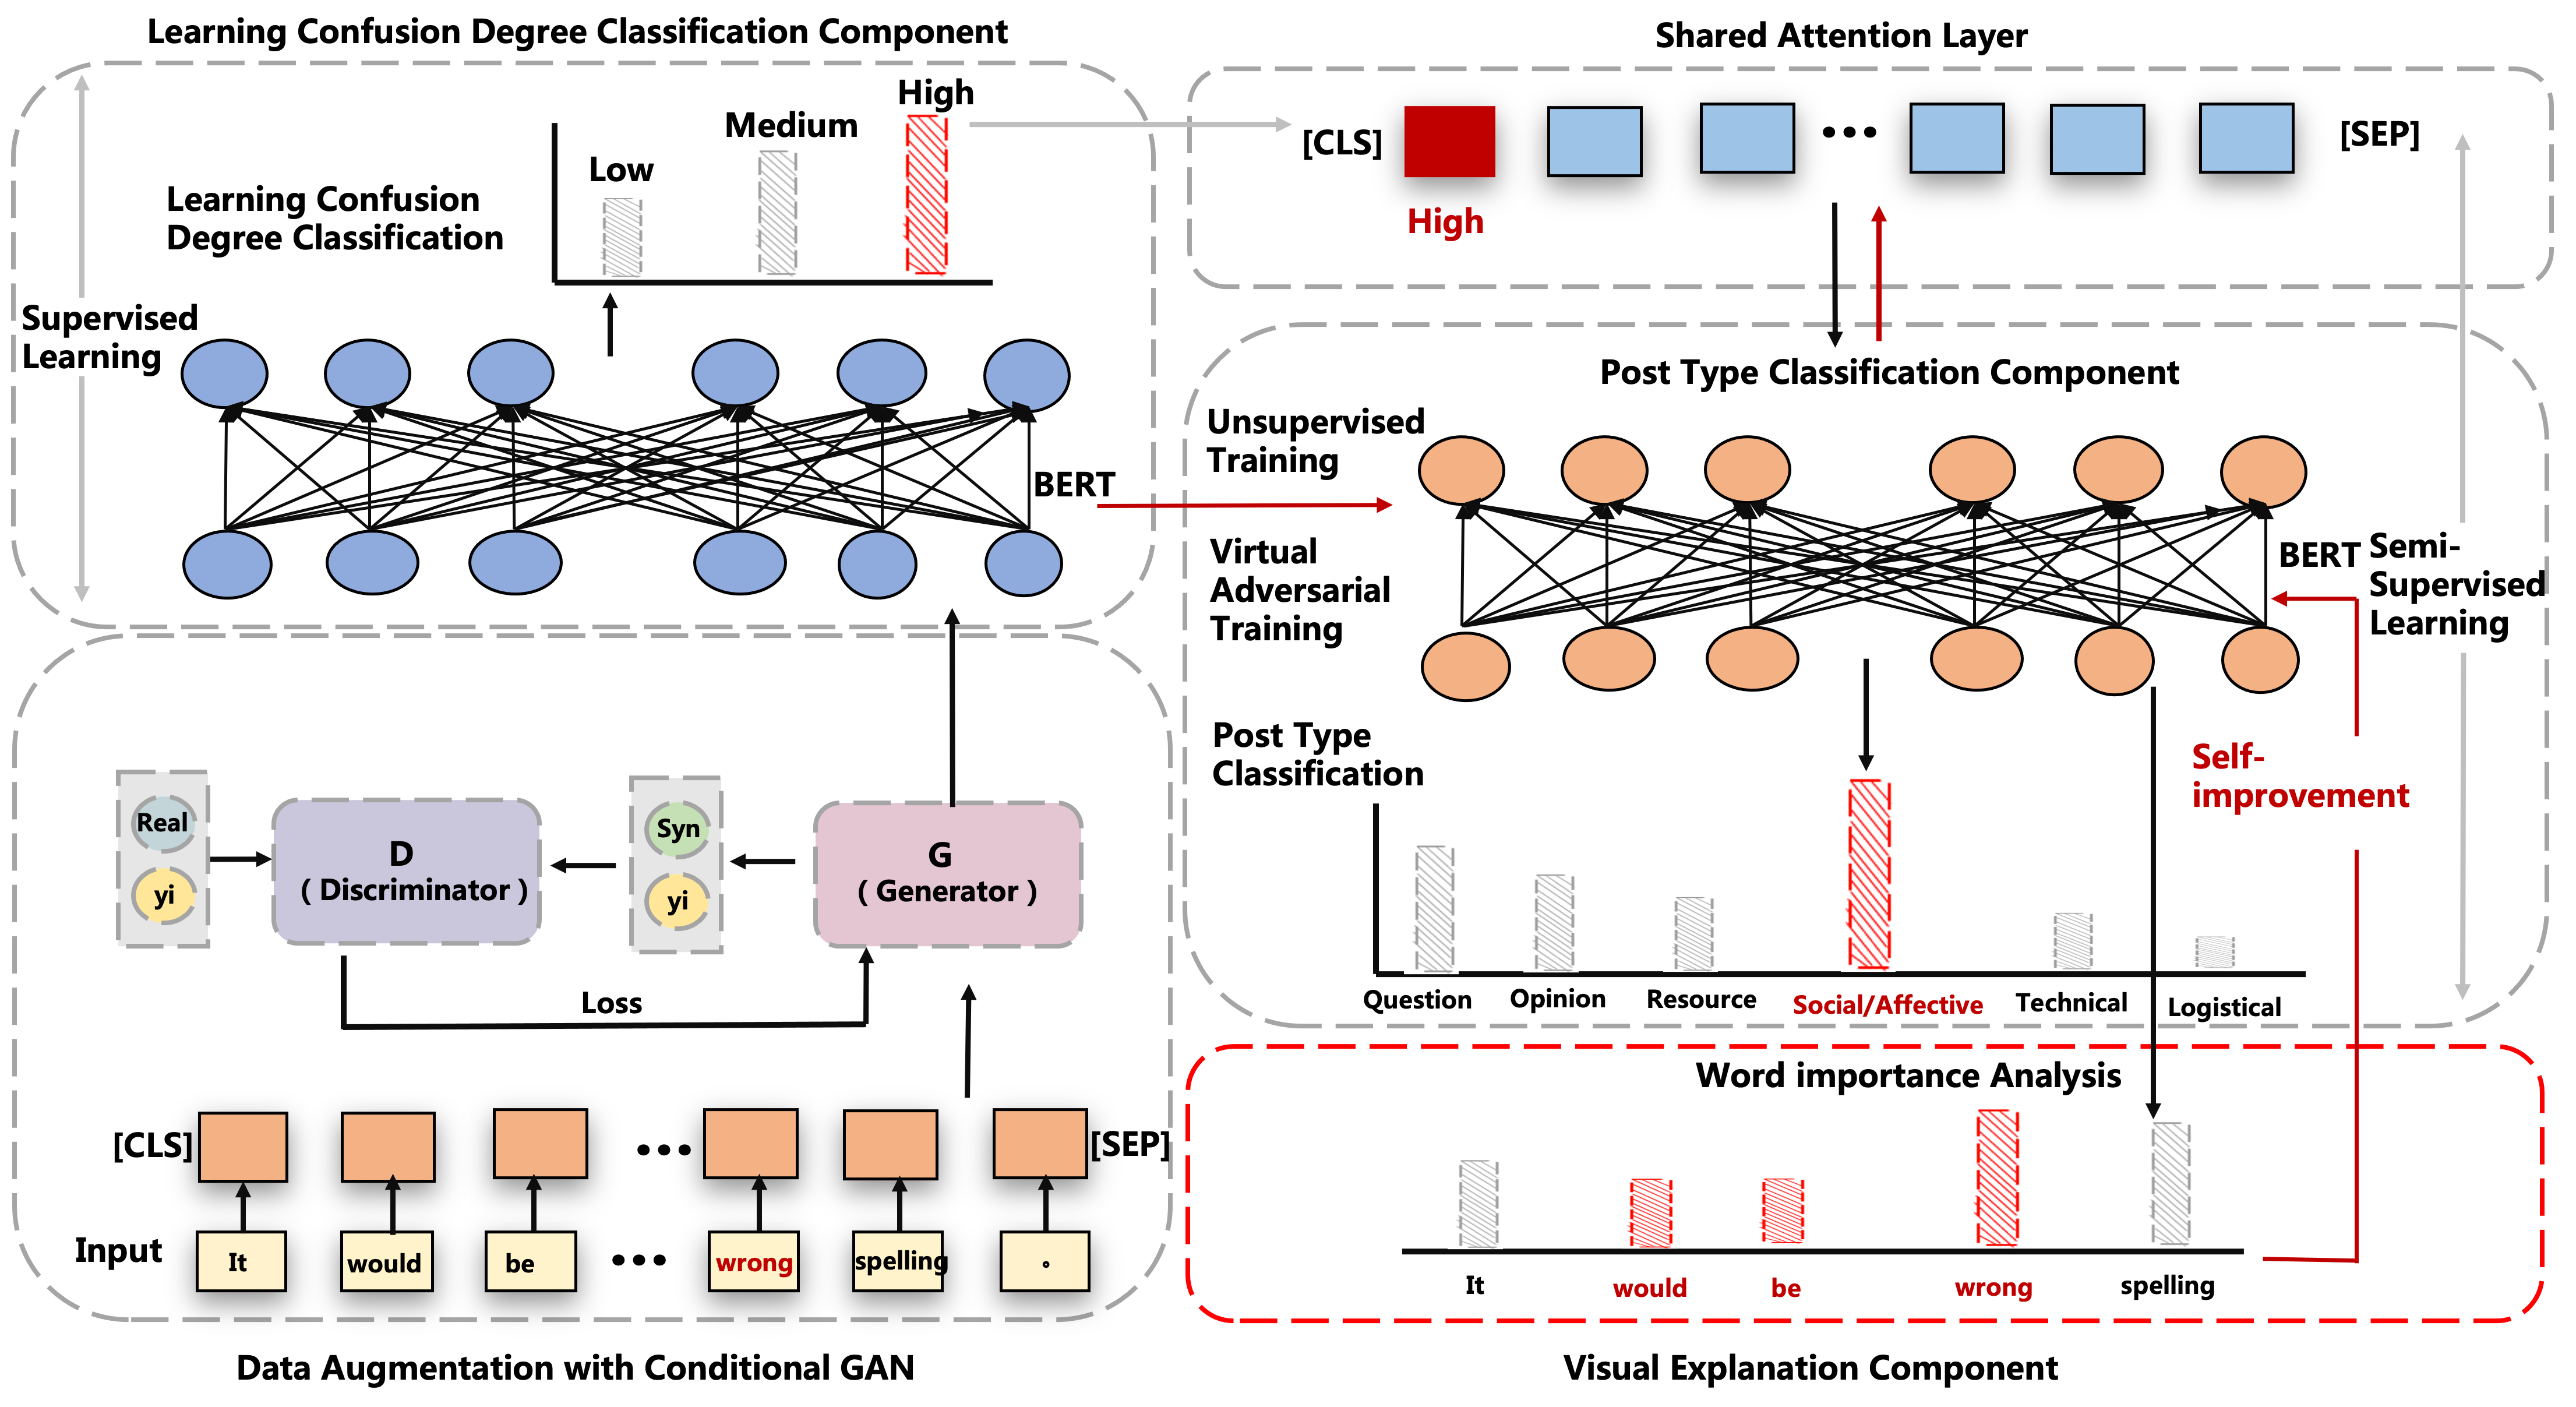 Learning Confusion Degree Classification Component
High
Medium
Low
Learning Confusion
Degree Classification
Supervised
Learning
BERT
Shared Attention Layer
[CLS]
[SEP]
High
Post Type Classification Component
Unsupervised
Training
Virtual
Adversarial
Training
BERT
Semi-
Supervised
Learning
Post Type
Classification
Self-
improvement
Question
Opinion
Resource
Social/Affective
Technical
Logistical
Real
yi
D
( Discriminator )
Syn
yi
G
( Generator )
Loss
[CLS]
[SEP]
Input
It
would
be
wrong
spelling
。
Data Augmentation with Conditional GAN
Word importance Analysis
It
would
be
wrong
spelling
Visual Explanation Component